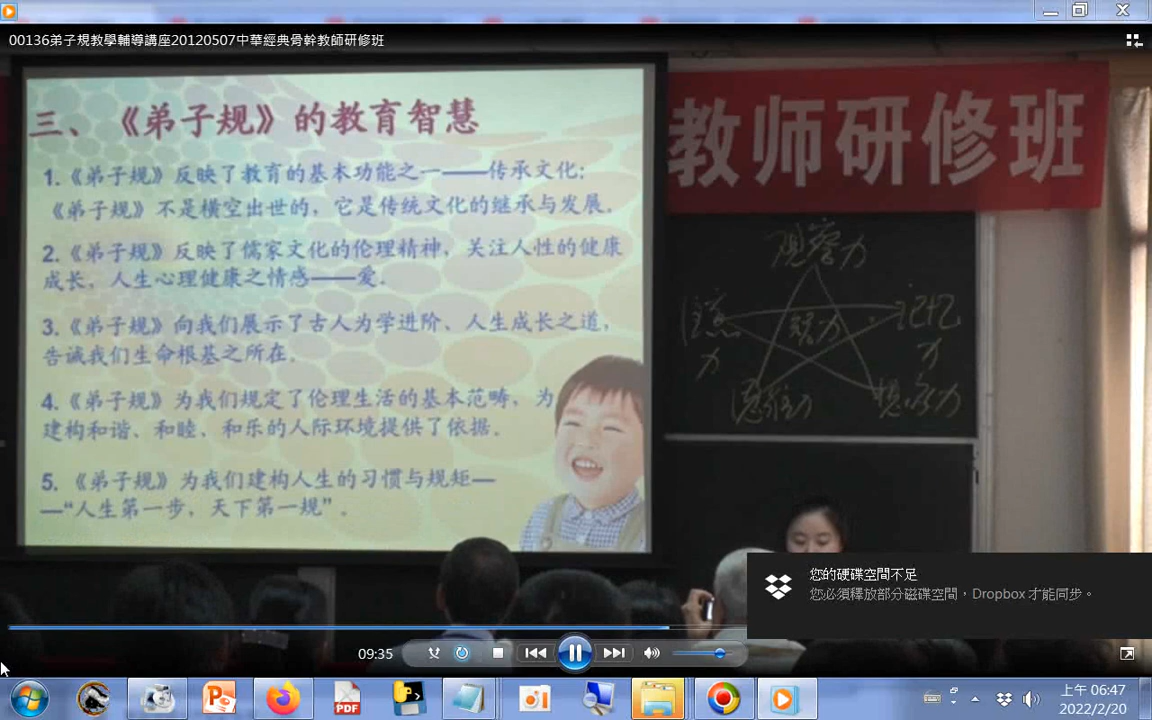 00136弟子規教學輔導講座20120507中華經典骨幹教師研修班
三、《弟子规》的教育智慧
1.《弟子规》反映了教育的基本功能之一——传承文化;
《弟子规》不是横空出世的，它是传统文化的继承与发展。
2.《弟子规》反映了儒家文化的伦理精神，关注人性的健康
成长，人生心理健康之情感——爱.
3.《弟子规》向我们展示了古人为学进阶、人生成长之道，
告诫我们生命根基之所在。
4.《弟子规》为我们规定了伦理生活的基本范畴，为
建构和谐、和睦、和乐的人际环境提供了依据。
5.《弟子规》为我们建构人生的习惯与规矩—
—“人生第一步，天下第一规”。
教师研修班
观察力
注意
力
智力
记忆
力
思维力
想象力
您的硬碟空間不足
您必須釋放部分磁碟空間，Dropbox 才能同步。
09:35
PDF
上午 06:47
2022/2/20